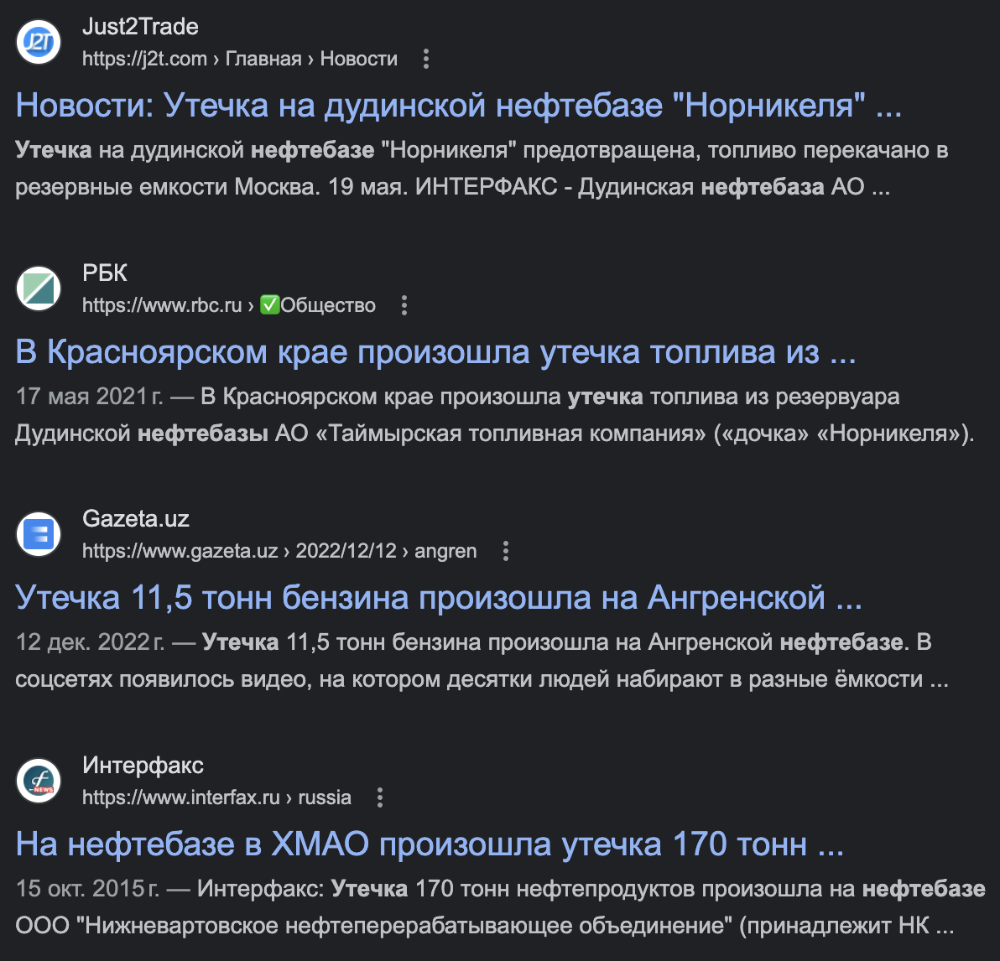 Just2Trade
https://j2t.com › Главная › Новости
Новости: Утечка на дудинской нефтебазе "Норникеля" ...
Утечка на дудинской нефтебазе "Норникеля" предотвращена, топливо перекачано в
резервные емкости Москва. 19 мая. ИНТЕРФАКС - Дудинская нефтебаза АО ...
РБК
https://www.rbc.ru › ✅Общество
В Красноярском крае произошла утечка топлива из ...
17 мая 2021 г. — В Красноярском крае произошла утечка топлива из резервуара
Дудинской нефтебазы АО «Таймырская топливная компания» («дочка» «Норникеля»).
Gazeta.uz
https://www.gazeta.uz › 2022/12/12 › angren
Утечка 11,5 тонн бензина произошла на Ангренской ...
12 дек. 2022 г. — Утечка 11,5 тонн бензина произошла на Ангренской нефтебазе. В
соцсетях появилось видео, на котором десятки людей набирают в разные ёмкости ...
Интерфакс
https://www.interfax.ru › russia
На нефтебазе в ХМАО произошла утечка 170 тонн ...
15 окт. 2015 г. — Интерфакс: Утечка 170 тонн нефтепродуктов произошла на нефтебазе
ООО "Нижневартовское нефтеперерабатывающее объединение" (принадлежит НК ...